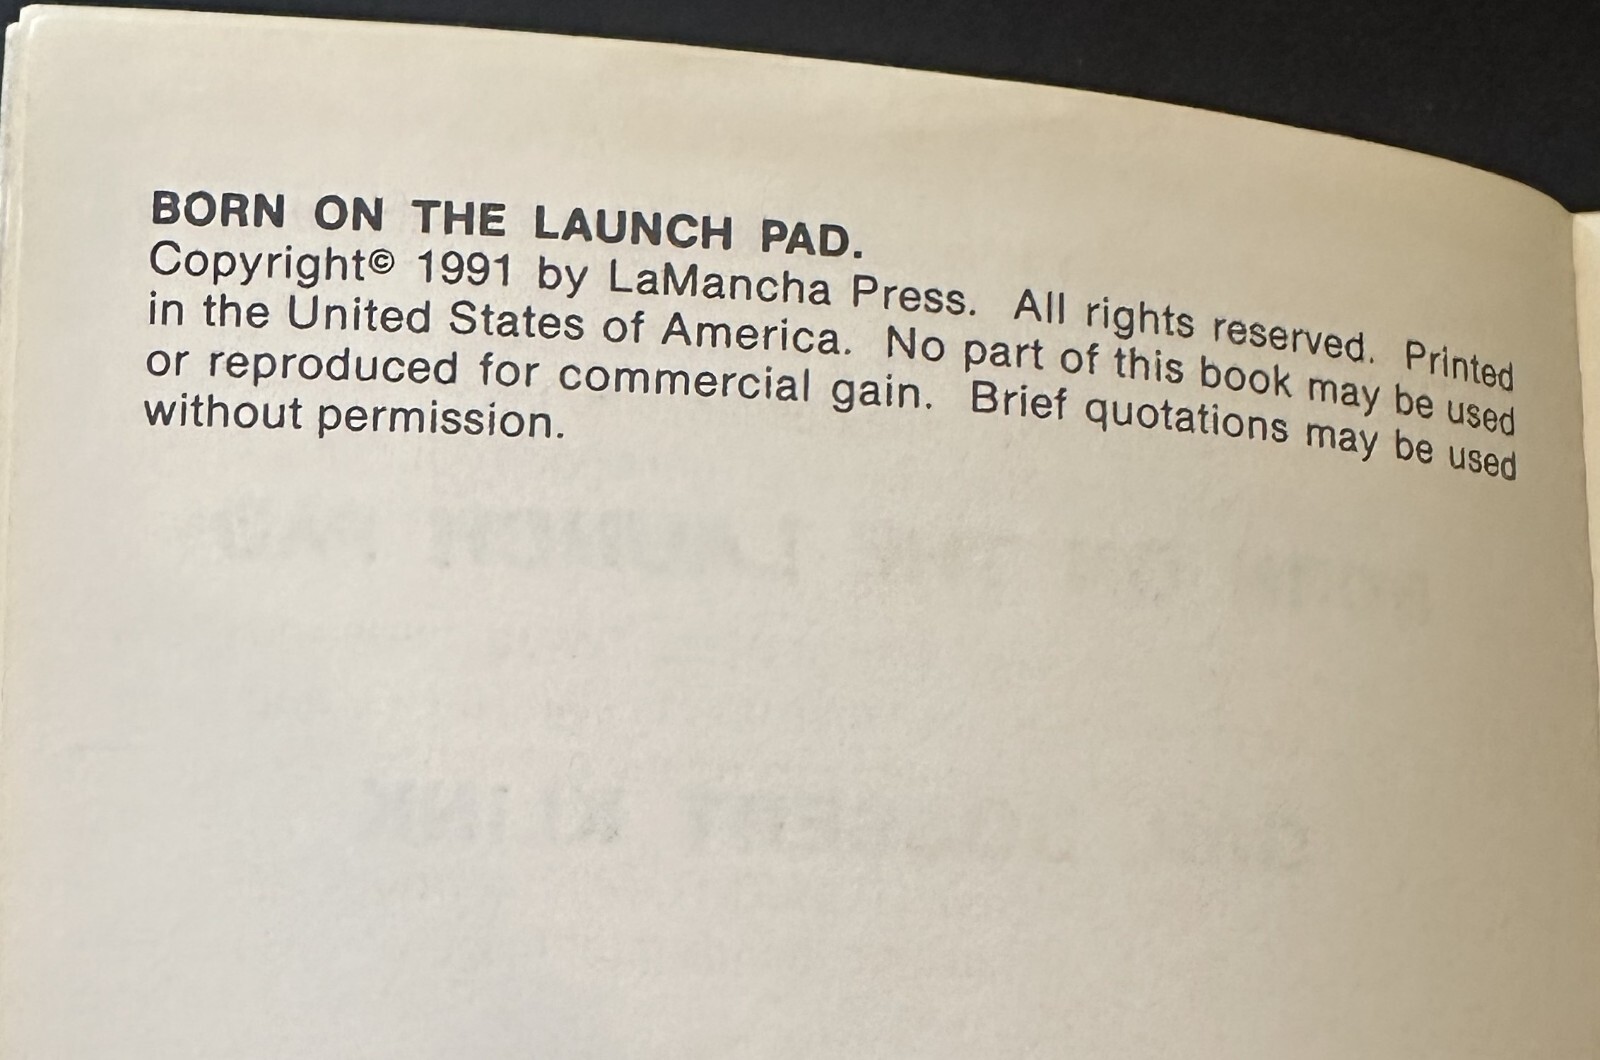 BORN ON THE LAUNCH PAD.
Copyright© 1991 by LaMancha Press. All rights reserved. Printed
in the United States of America. No part of this book may be used
or reproduced for commercial gain. Brief quotations may be used
without permission.